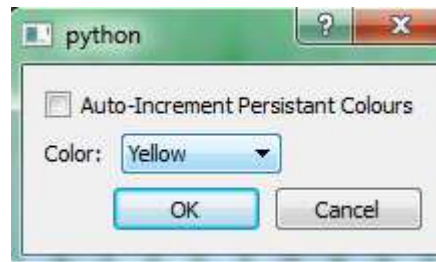 python
Auto-Increment Persistant Colours
Color: Yellow
OK Cancel